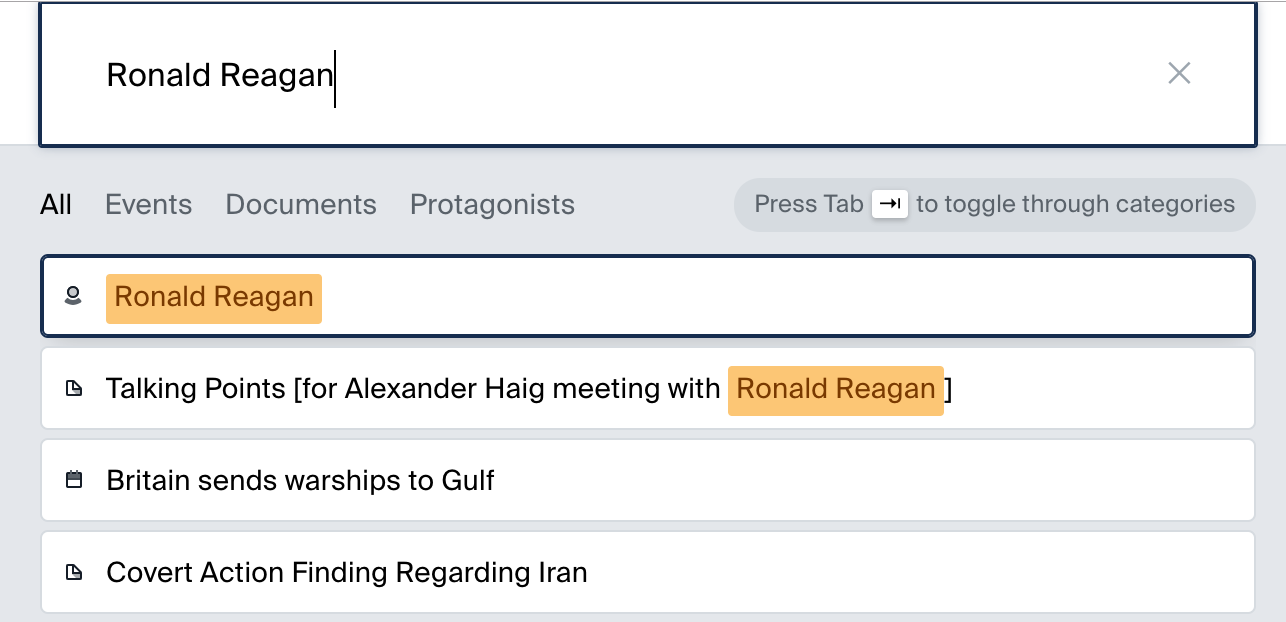 Ronald Reagan
All Events Documents Protagonists Press Tab to toggle through categories
Ronald Reagan
Talking Points [for Alexander Haig meeting with Ronald Reagan]
Britain sends warships to Gulf
Covert Action Finding Regarding Iran